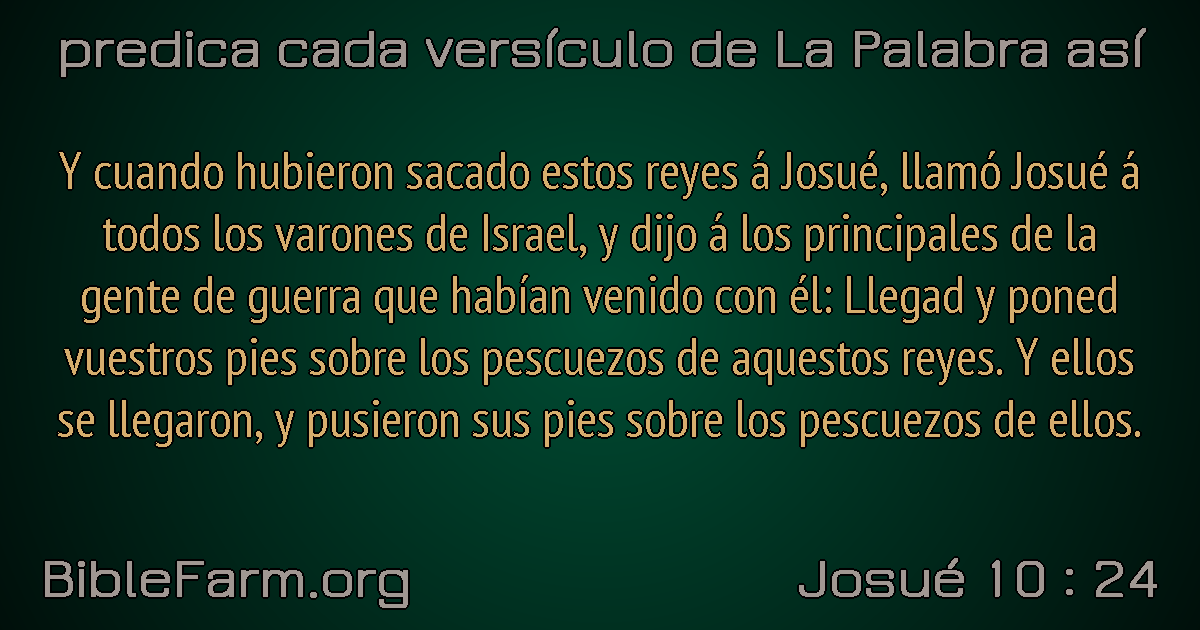 predica cada versículo de La Palabra así
Y cuando hubieron sacado estos reyes á Josué, llamó Josué á
todos los varones de Israel, y dijo á los principales de la
gente de guerra que habían venido con él: Llegad y poned
vuestros pies sobre los pescuezos de aquestos reyes. Y ellos
se llegaron, y pusieron sus pies sobre los pescuezos de ellos.
BibleFarm.org
Josué 10 : 24